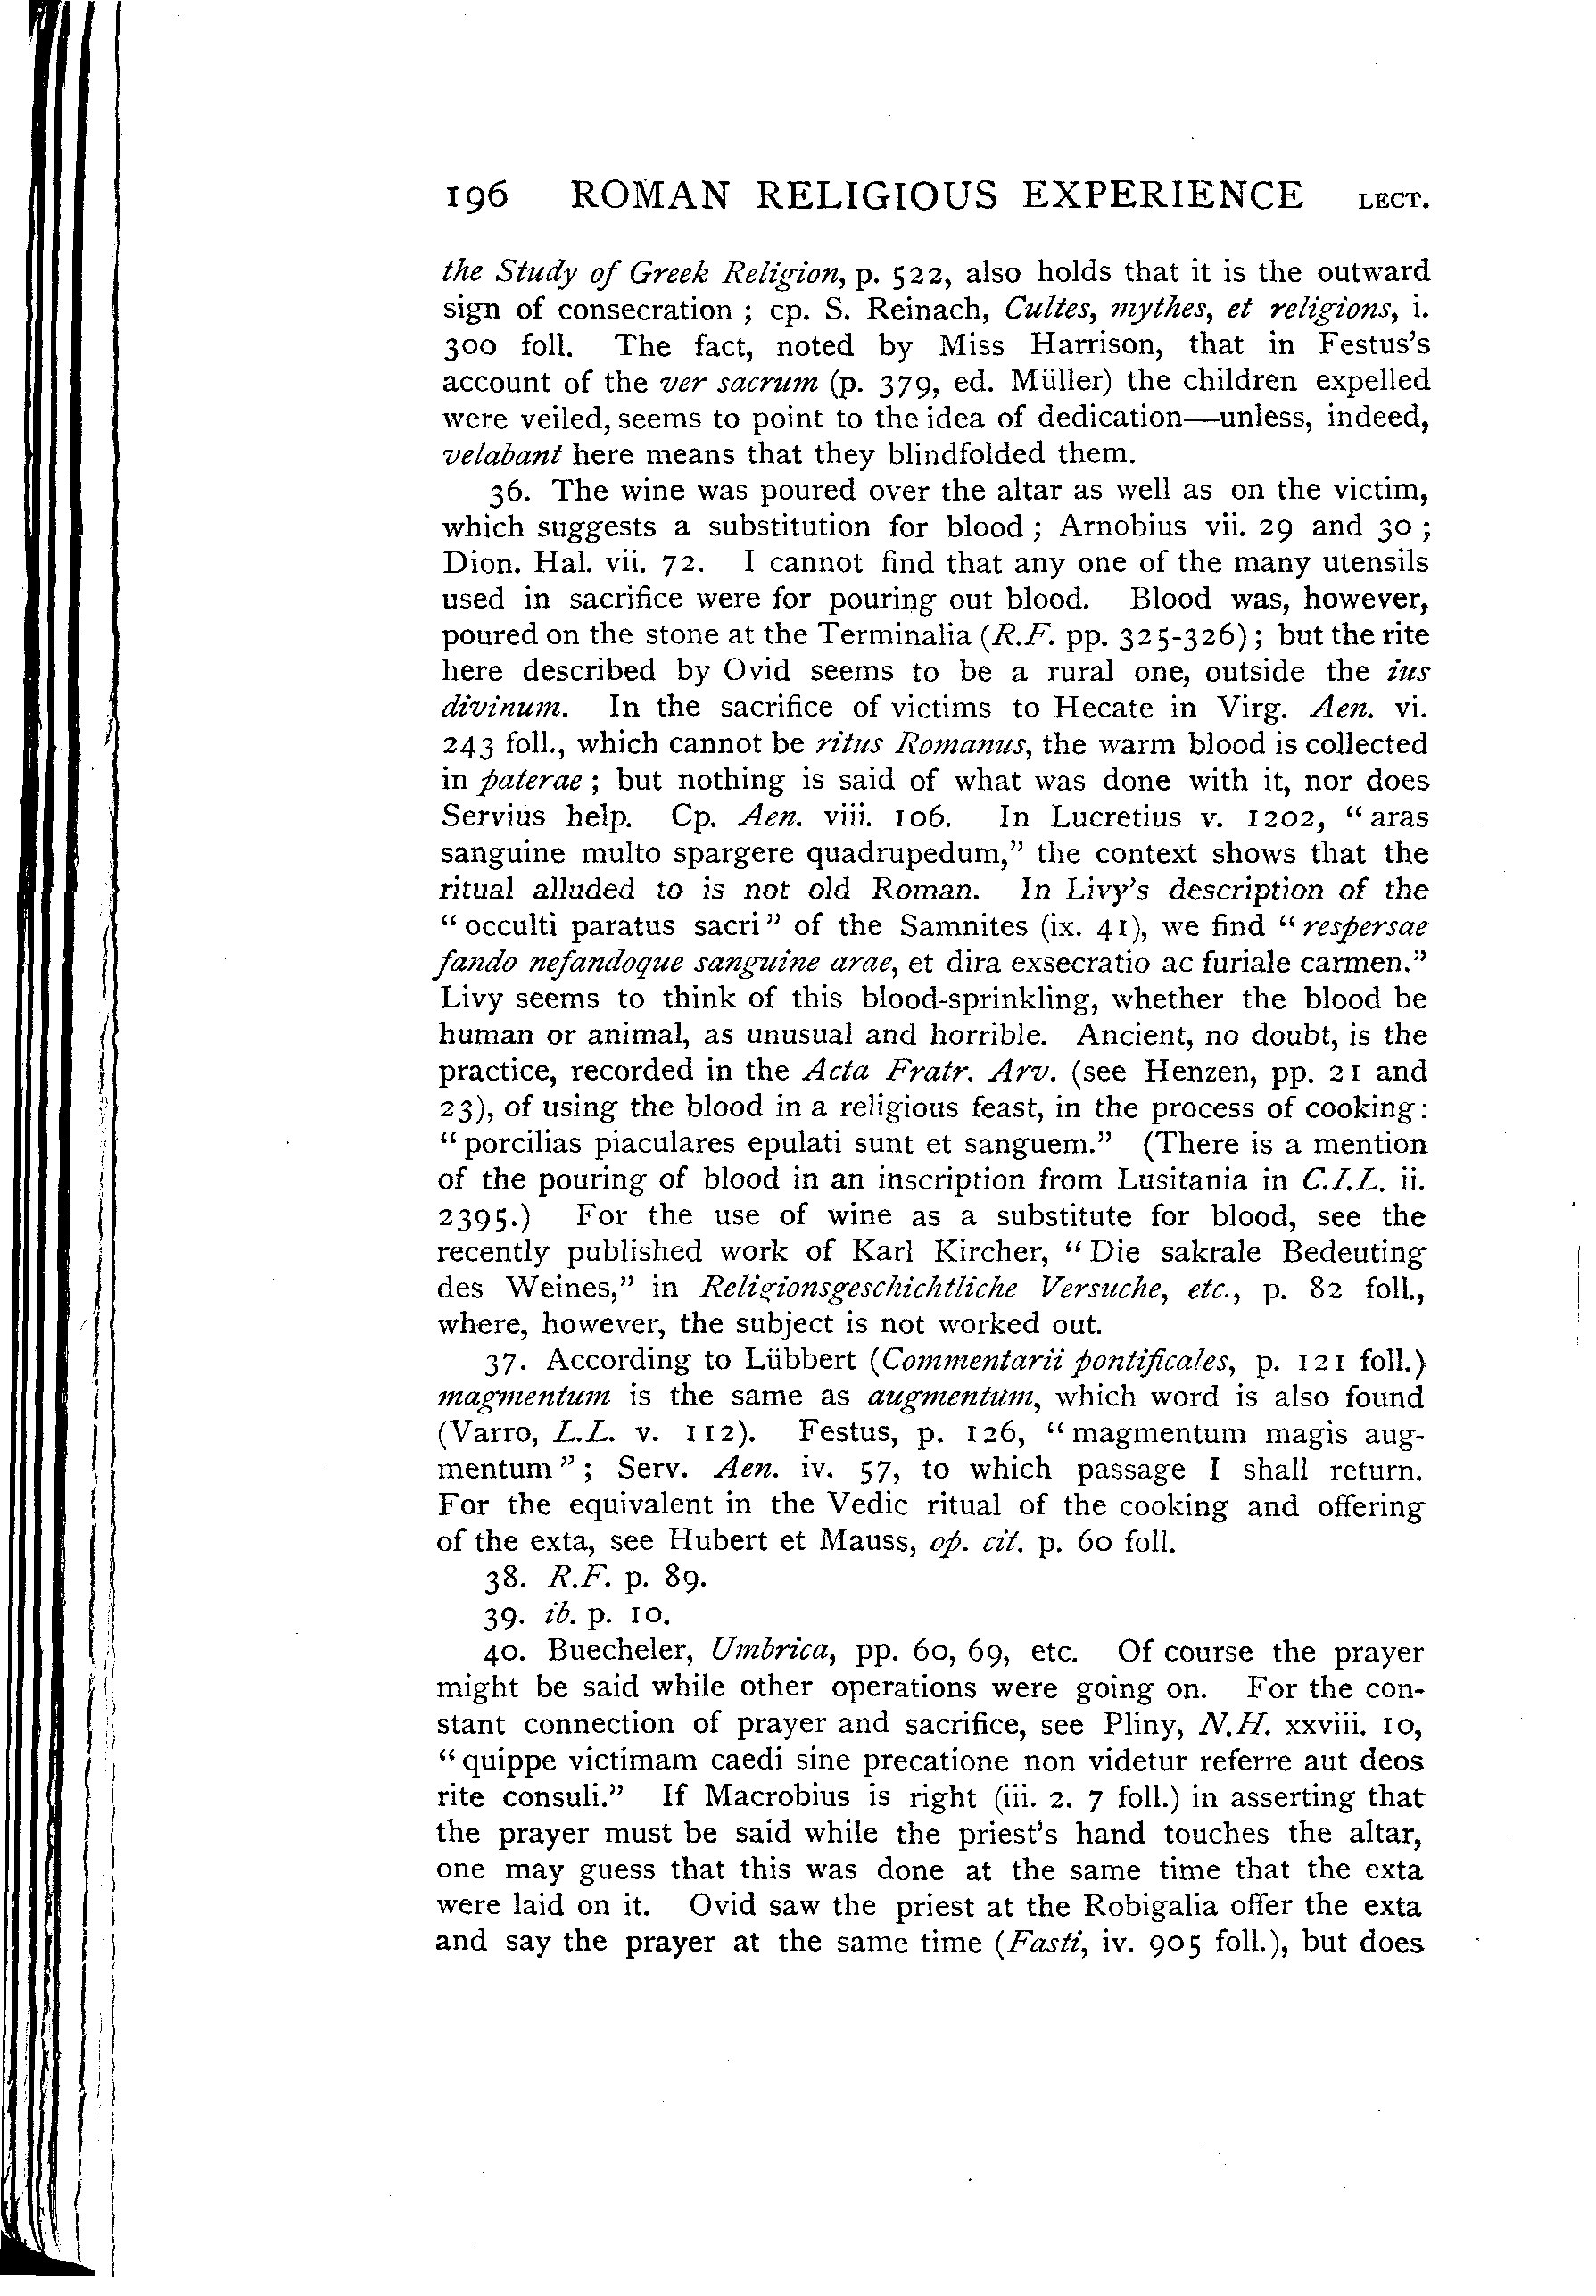 196 ROMAN RELIGIOUS EXPERIENCE LECT.
the Study of Greek Religion, p. 522, also holds that it is the outward
sign of consecration ; cp. S. Reinach, Cultes, mythes, et religions, i.
300 foll. The fact, noted by Miss Harrison, that in Festus's
account of the ver sacrum (p. 379, ed. Müller) the children expelled
were veiled, seems to point to the idea of dedication—unless, indeed,
velabant here means that they blindfolded them.
36. The wine was poured over the altar as well as on the victim,
which suggests a substitution for blood ; Arnobius vii. 29 and 30 ;
Dion. Hal. vii. 72. I cannot find that any one of the many utensils
used in sacrifice were for pouring out blood. Blood was, however,
poured on the stone at the Terminalia (R.F. pp. 325-326) ; but the rite
here described by Ovid seems to be a rural one, outside the ius
divinum. In the sacrifice of victims to Hecate in Virg. Aen. vi.
243 foll., which cannot be ritus Romanus, the warm blood is collected
in paterae ; but nothing is said of what was done with it, nor does
Servius help. Cp. Aen. viii. 106. In Lucretius v. 1202, "aras
sanguine multo spargere quadrupedum," the context shows that the
ritual alluded to is not old Roman. In Livy's description of the
"occulti paratus sacri" of the Samnites (ix. 41), we find "respersae
fando nefandoque sanguine arae, et dira exsecratio ac furiale carmen."
Livy seems to think of this blood-sprinkling, whether the blood be
human or animal, as unusual and horrible. Ancient, no doubt, is the
practice, recorded in the Acta Fratr. Arv. (see Henzen, pp. 21 and
23), of using the blood in a religious feast, in the process of cooking :
"porcilias piaculares epulati sunt et sanguem." (There is a mention
of the pouring of blood in an inscription from Lusitania in C.I.L. ii.
2395.) For the use of wine as a substitute for blood, see the
recently published work of Karl Kircher, "Die sakrale Bedeuting
des Weines," in Religionsgeschichtliche Versuche, etc., p. 82 foll.,
where, however, the subject is not worked out.
37. According to Lübbert (Commentarii pontificales, p. 121 foll.)
magmentum is the same as augmentum, which word is also found
(Varro, L.L. v. 112). Festus, p. 126, "magmentum magis aug-
mentum" ; Serv. Aen. iv. 57, to which passage I shall return.
For the equivalent in the Vedic ritual of the cooking and offering
of the exta, see Hubert et Mauss, op. cit. p. 60 foll.
38. R.F. p. 89.
39. ib. p. 10.
40. Buecheler, Umbrica, pp. 60, 69, etc. Of course the prayer
might be said while other operations were going on. For the con-
stant connection of prayer and sacrifice, see Pliny, N.H. xxviii. 10,
"quippe victimam caedi sine precatione non videtur referre aut deos
rite consuli." If Macrobius is right (iii. 2. 7 foll.) in asserting that
the prayer must be said while the priest's hand touches the altar,
one may guess that this was done at the same time that the exta
were laid on it. Ovid saw the priest at the Robigalia offer the exta
and say the prayer at the same time (Fasti, iv. 905 foll.), but does